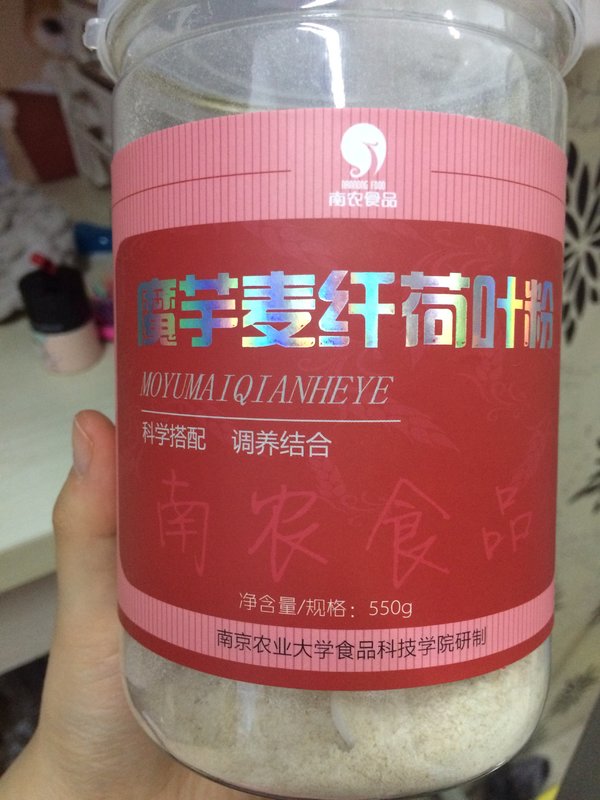 NANNONG FOOD
南农食品
魔芋麦纤荷叶粉
MOYUMAIQIANHEYE
科学搭配 调养结合
南农食品
净含量/规格：550g
南京农业大学食品科技学院研制